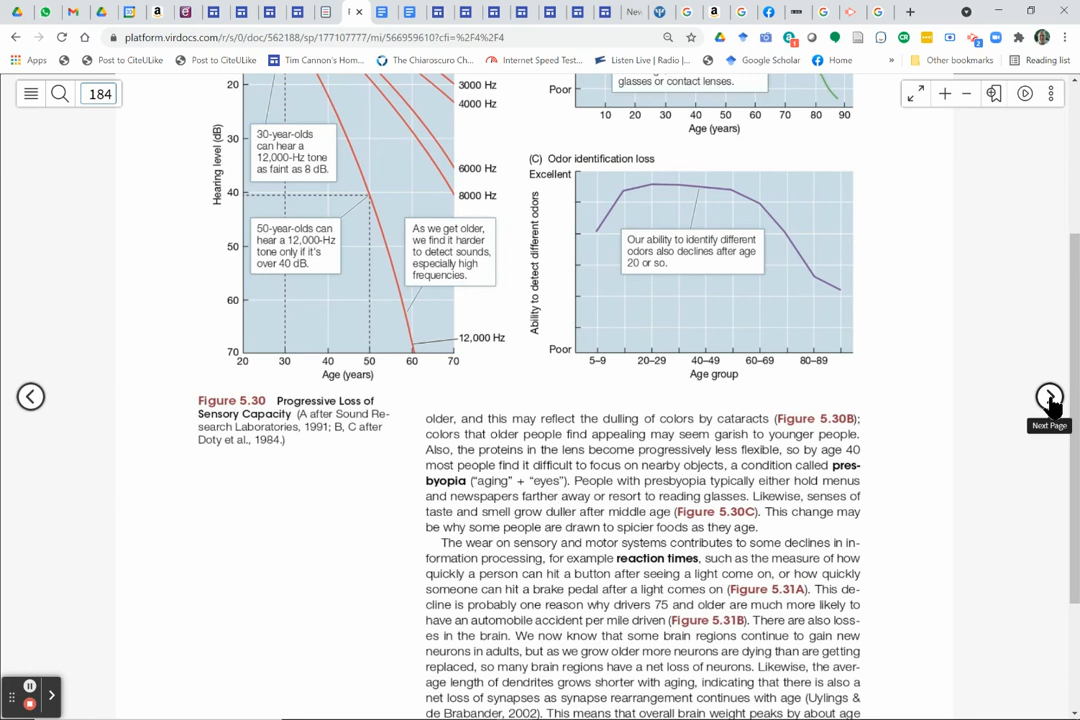 New
platform.virdocs.com/r/s/0/doc/562188/sp/177107777/mi/566959610?cfi=%2F4%2F4
Apps
Post to CiteULike
Post to CiteULike
Tim Cannon's Hom...
The Chiaroscuro Ch...
Internet Speed Test...
Listen Live | Radio |...
Google Scholar
Home
»
Other bookmarks
Reading list
184
Hearing level (dB)
20
30
40
50
60
70
3000 Hz
4000 Hz
6000 Hz
8000 Hz
12,000 Hz
30-year-olds
can hear a
12,000-Hz tone
as faint as 8 dB.
50-year-olds can
hear a 12,000-Hz
tone only if it's
over 40 dB.
As we get older,
we find it harder
to detect sounds,
especially high
frequencies.
20 30 40 50 60 70
Age (years)
glasses or contact lenses.
Poor
10 20 30 40 50 60 70 80 90
Age (years)
(C) Odor identification loss
Excellent
Ability to detect different odors
Our ability to identify different
odors also declines after age
20 or so.
Poor
5–9 20–29 40–49 60–69 80–89
Age group
Figure 5.30 Progressive Loss of
Sensory Capacity (A after Sound Re-
search Laboratories, 1991; B, C after
Doty et al., 1984.)
Next Page
older, and this may reflect the dulling of colors by cataracts (Figure 5.30B);
colors that older people find appealing may seem garish to younger people.
Also, the proteins in the lens become progressively less flexible, so by age 40
most people find it difficult to focus on nearby objects, a condition called pres-
byopia (“aging” + “eyes”). People with presbyopia typically either hold menus
and newspapers farther away or resort to reading glasses. Likewise, senses of
taste and smell grow duller after middle age (Figure 5.30C). This change may
be why some people are drawn to spicier foods as they age.
The wear on sensory and motor systems contributes to some declines in in-
formation processing, for example reaction times, such as the measure of how
quickly a person can hit a button after seeing a light come on, or how quickly
someone can hit a brake pedal after a light comes on (Figure 5.31A). This de-
cline is probably one reason why drivers 75 and older are much more likely to
have an automobile accident per mile driven (Figure 5.31B). There are also loss-
es in the brain. We now know that some brain regions continue to gain new
neurons in adults, but as we grow older more neurons are dying than are getting
replaced, so many brain regions have a net loss of neurons. Likewise, the aver-
age length of dendrites grows shorter with aging, indicating that there is also a
net loss of synapses as synapse rearrangement continues with age (Uylings &
de Brabander, 2002). This means that overall brain weight peaks by about age